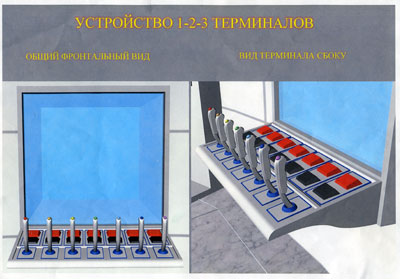 УСТРОЙСТВО 1-2-3 ТЕРМИНАЛОВ
ОБЩИЙ ФРОНТАЛЬНЫЙ ВИД
ВИД ТЕРМИНАЛА СБОКУ